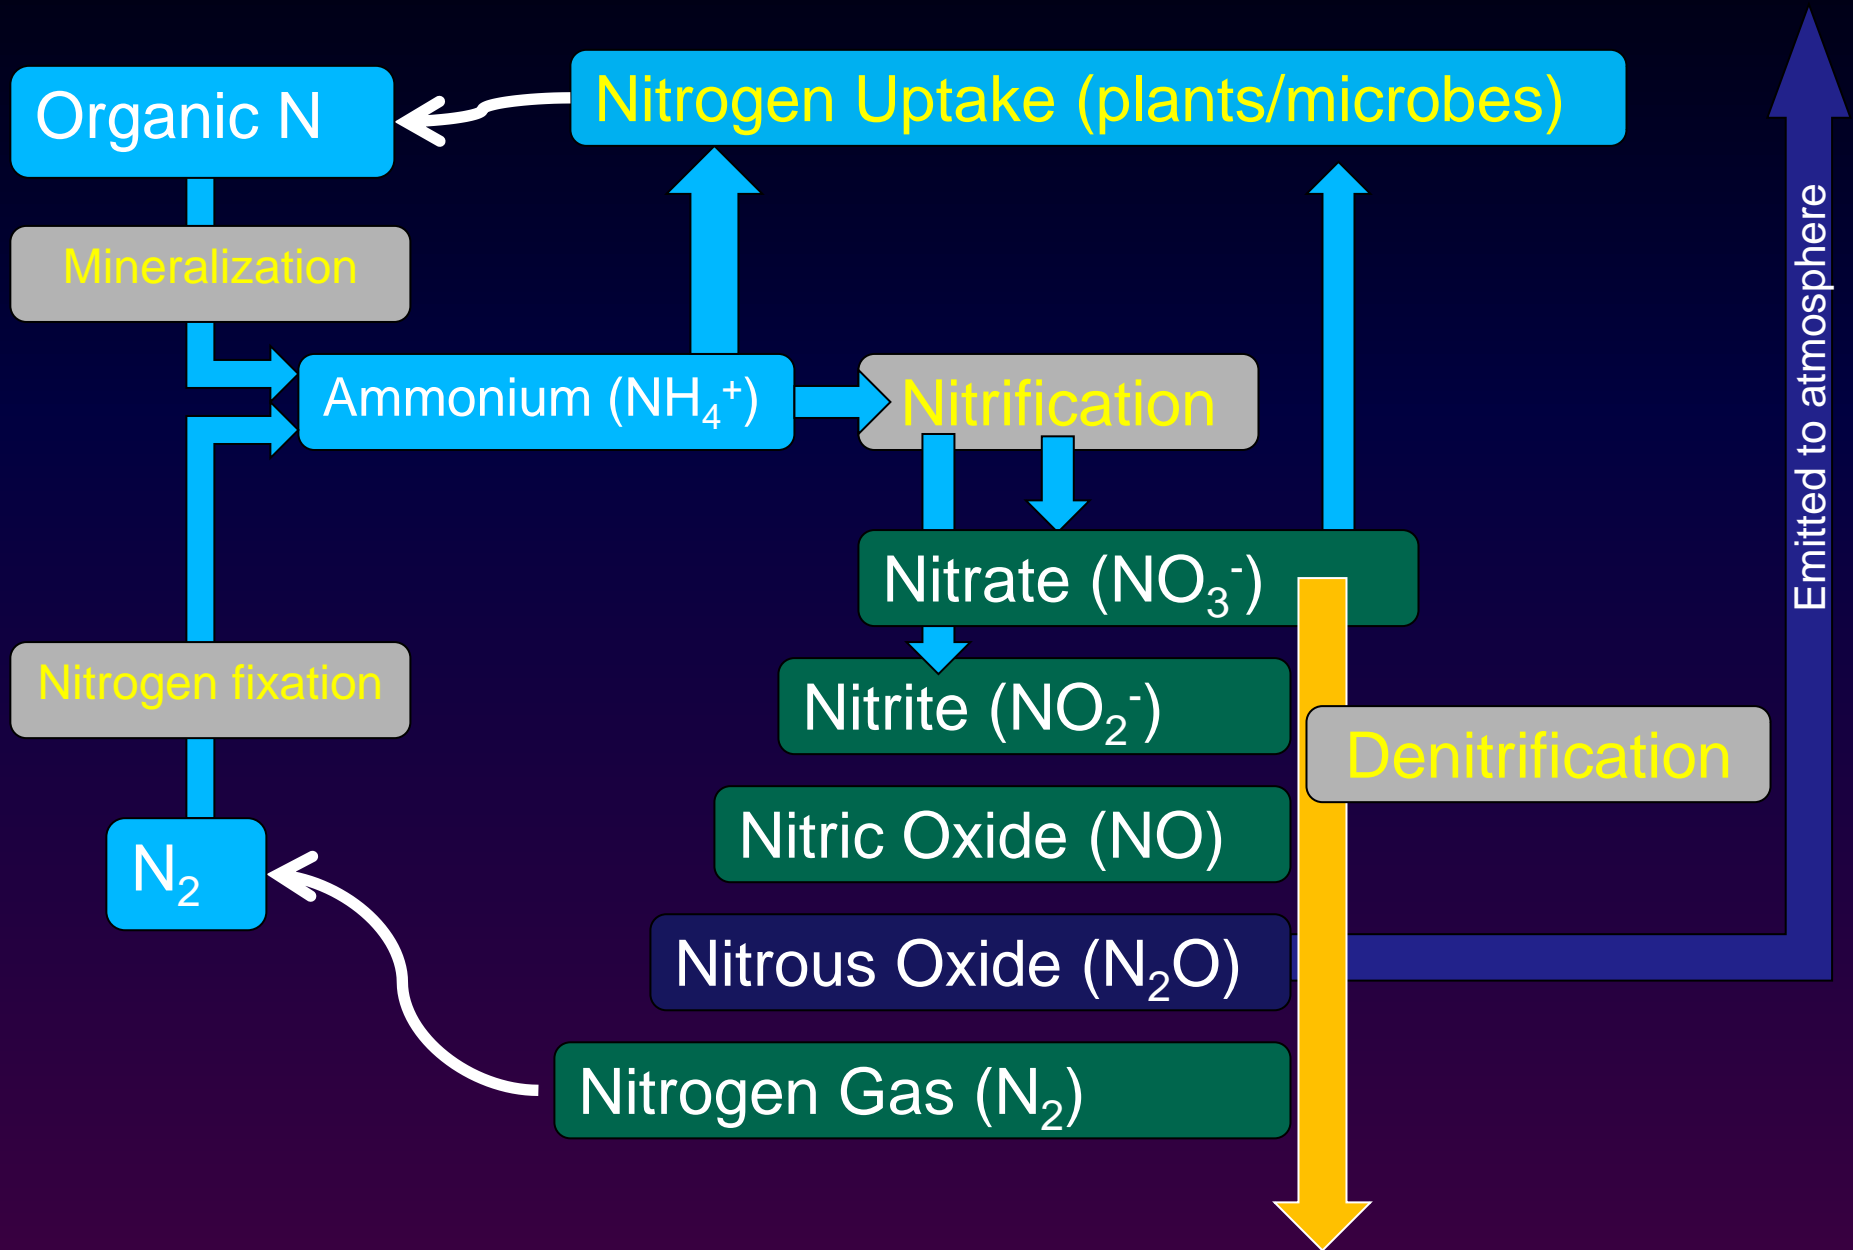 Organic N
Nitrogen Uptake (plants/microbes)
Mineralization
Ammonium (NH₄⁺)
Nitrification
Emitted to atmosphere
Nitrate (NO₃⁻)
Nitrogen fixation
Nitrite (NO₂⁻)
Denitrification
Nitric Oxide (NO)
N₂
Nitrous Oxide (N₂O)
Nitrogen Gas (N₂)